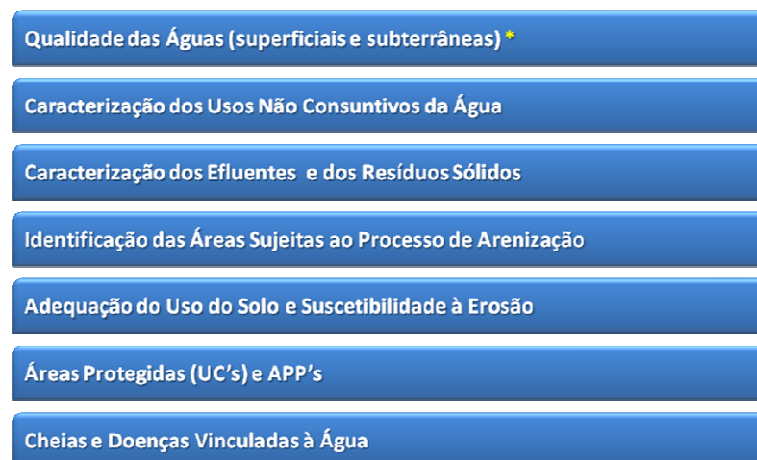 Qualidade das Águas (superficiais e subterrâneas) *
Caracterização dos Usos Não Consuntivos da Água
Caracterização dos Efluentes e dos Resíduos Sólidos
Identificação das Áreas Sujeitas ao Processo de Arenização
Adequação do Uso do Solo e Suscetibilidade à Erosão
Áreas Protegidas (UC's) e APP's
Cheias e Doenças Vinculadas à Água